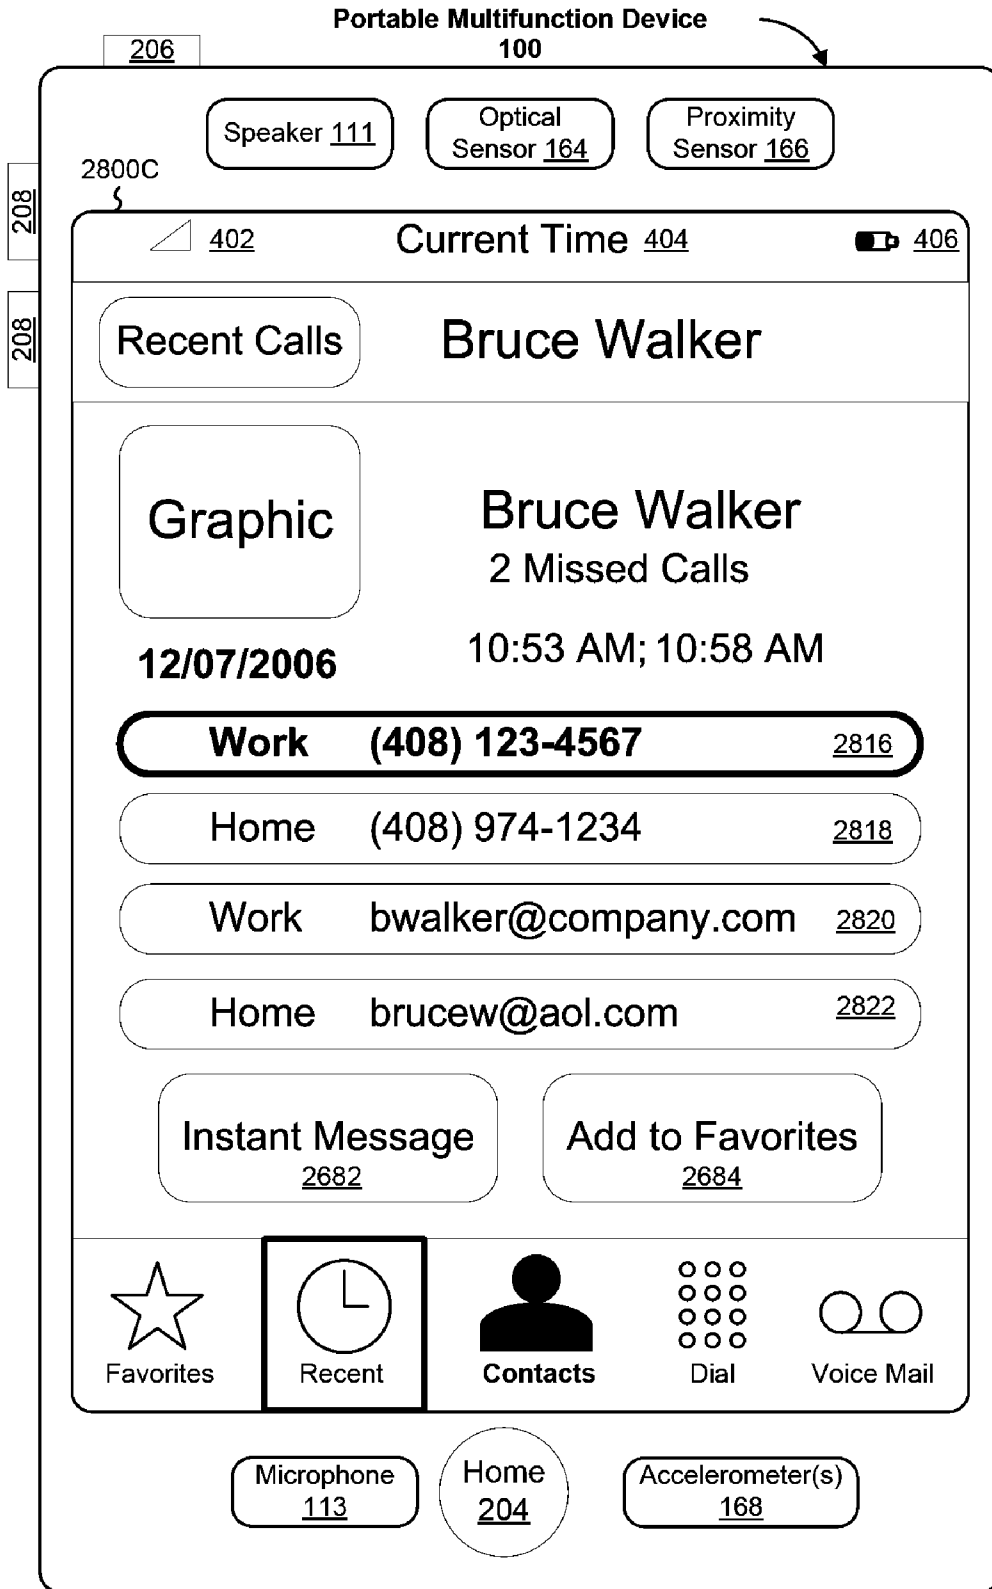 Portable Multifunction Device
100
206
Speaker 111
Optical
Sensor 164
Proximity
Sensor 166
2800C
208
208
402
Current Time 404
406
Recent Calls
Bruce Walker
Graphic
Bruce Walker
2 Missed Calls
12/07/2006
10:53 AM; 10:58 AM
Work (408) 123-4567 2816
Home (408) 974-1234 2818
Work bwalker@company.com 2820
Home brucew@aol.com 2822
Instant Message
2682
Add to Favorites
2684
Favorites
Recent
Contacts
Dial
Voice Mail
Microphone
113
Home
204
Accelerometer(s)
168